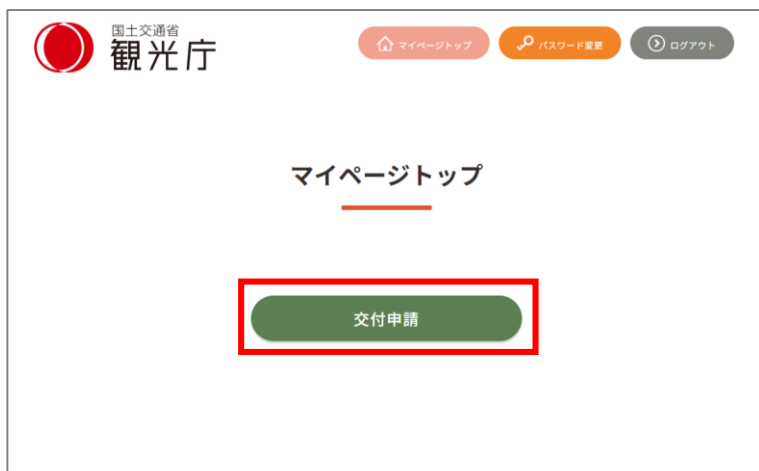 国土交通省
観光庁
マイページトップ
パスワード変更
ログアウト
マイページトップ
交付申請